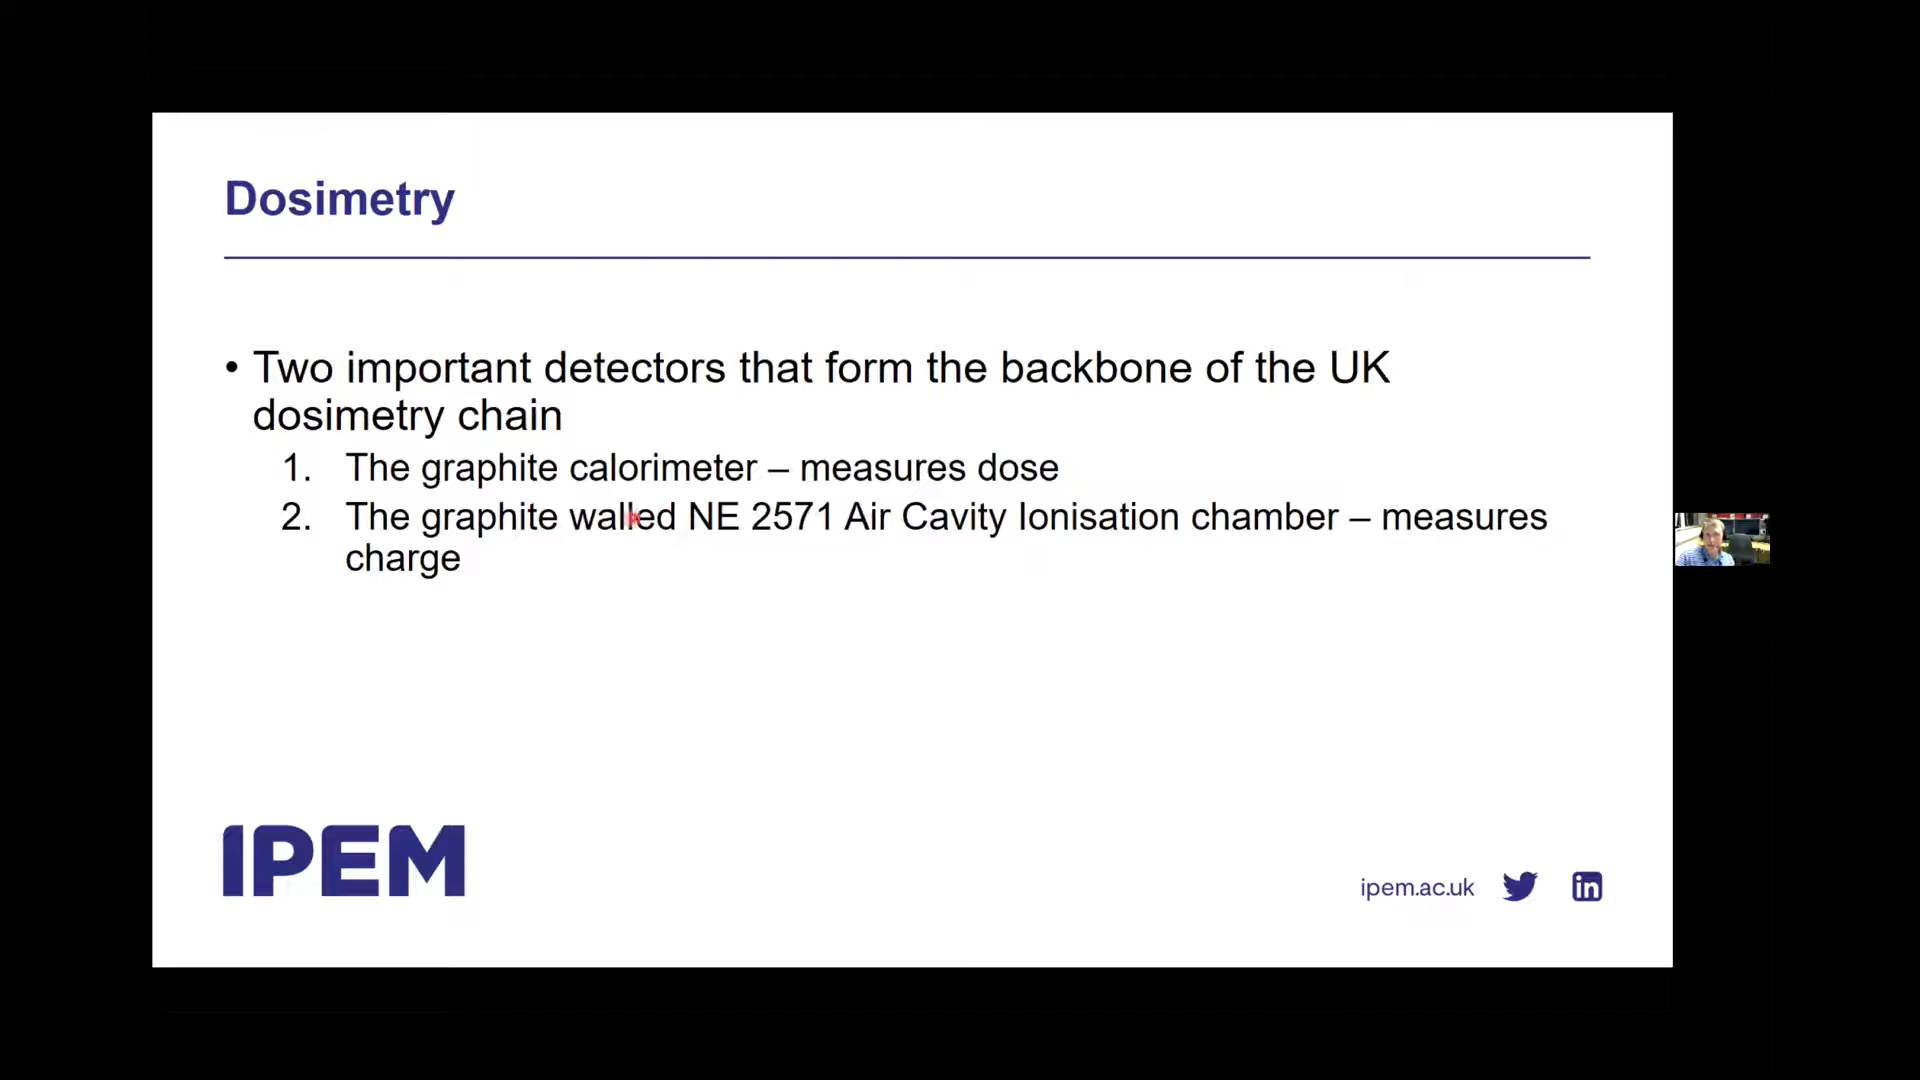 Dosimetry
• Two important detectors that form the backbone of the UK
dosimetry chain
1. The graphite calorimeter – measures dose
2. The graphite walled NE 2571 Air Cavity Ionisation chamber – measures
charge
IPEM
ipem.ac.uk
in